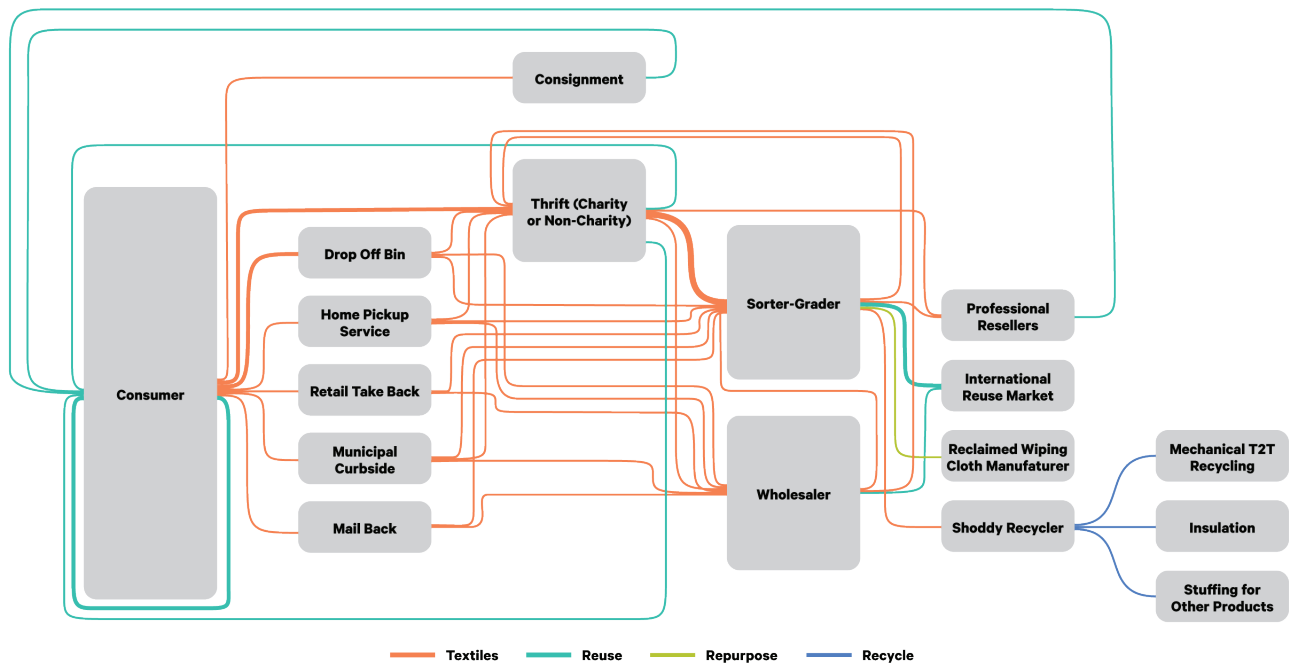 Consignment
Thrift (Charity
or Non-Charity)
Drop Off Bin
Sorter-Grader
Home Pickup
Service
Professional
Resellers
Consumer
Retail Take Back
International
Reuse Market
Municipal
Curbside
Reclaimed Wiping
Cloth Manufaturer
Mechanical T2T
Recycling
Wholesaler
Mail Back
Shoddy Recycler
Insulation
Stuffing for
Other Products
Textiles
Reuse
Repurpose
Recycle